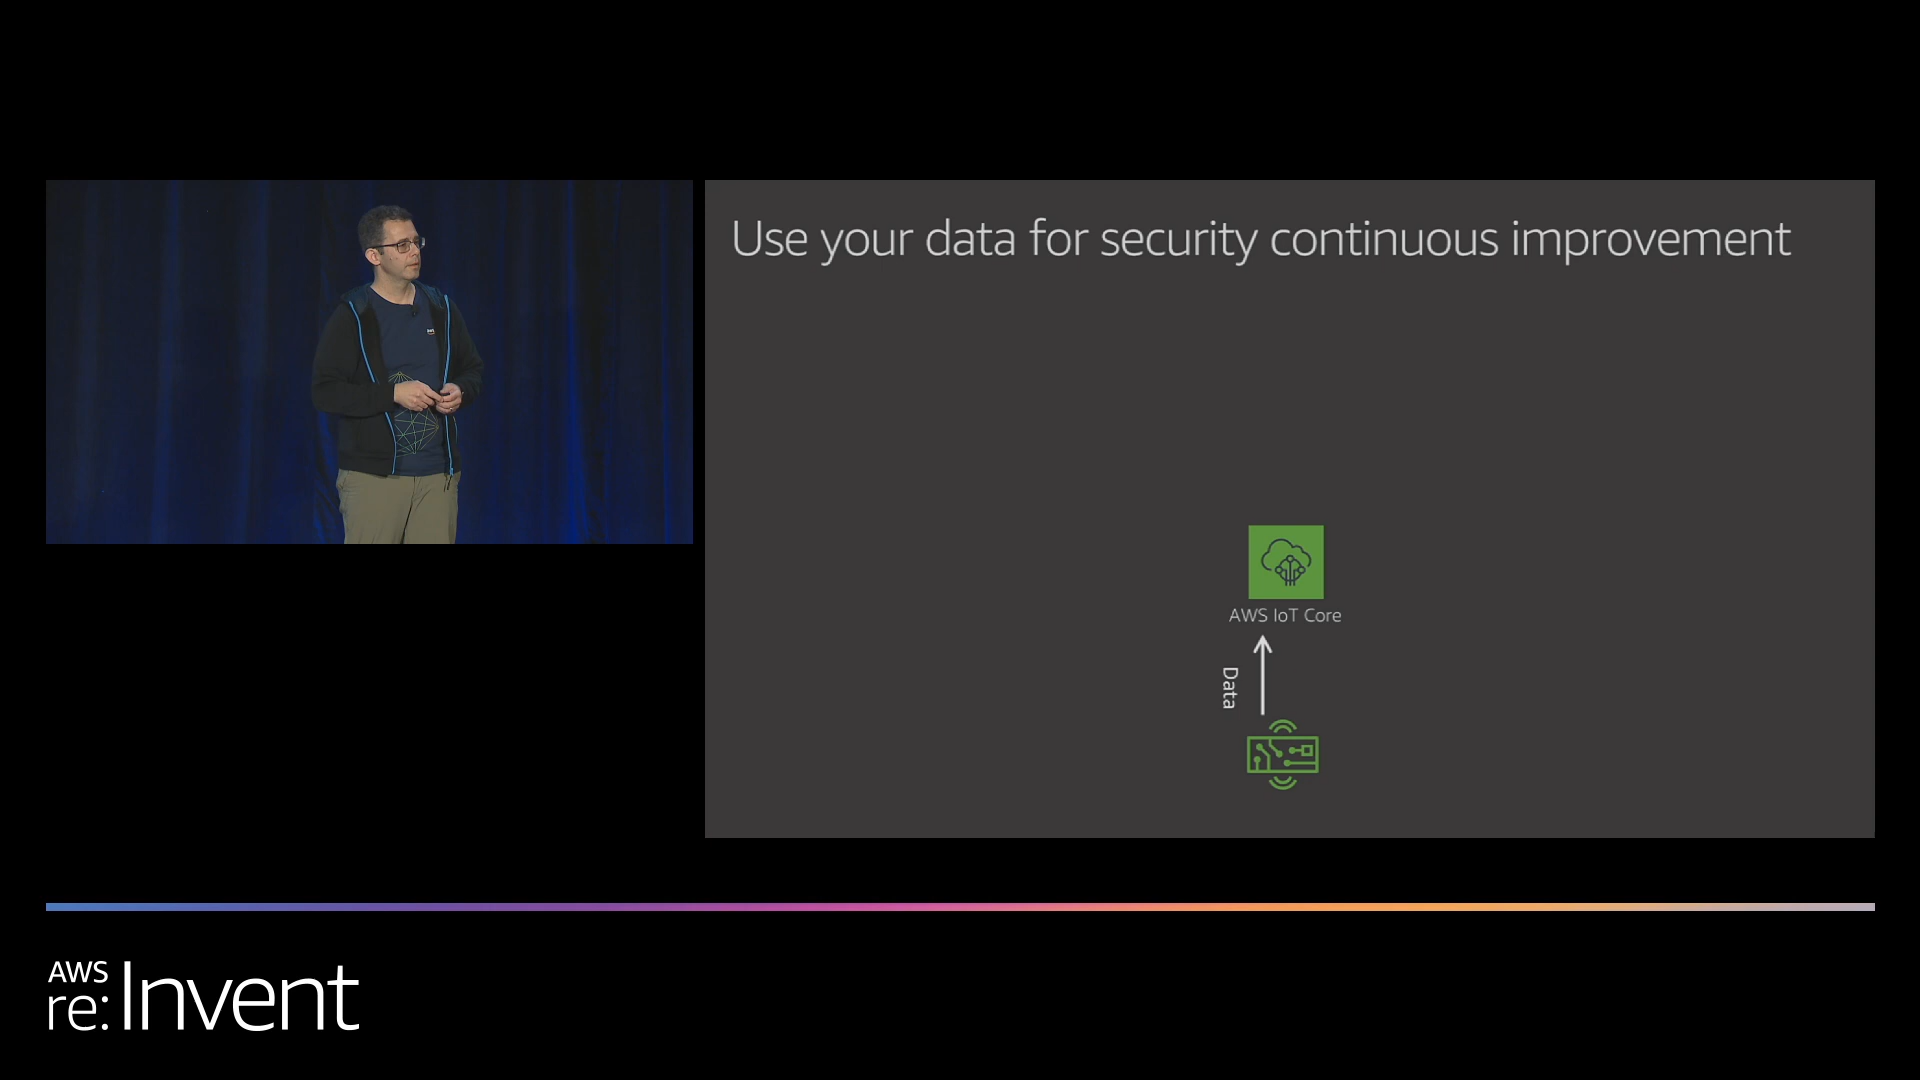 Use your data for security continuous improvement
AWS IoT Core
Data
AWS
re:Invent